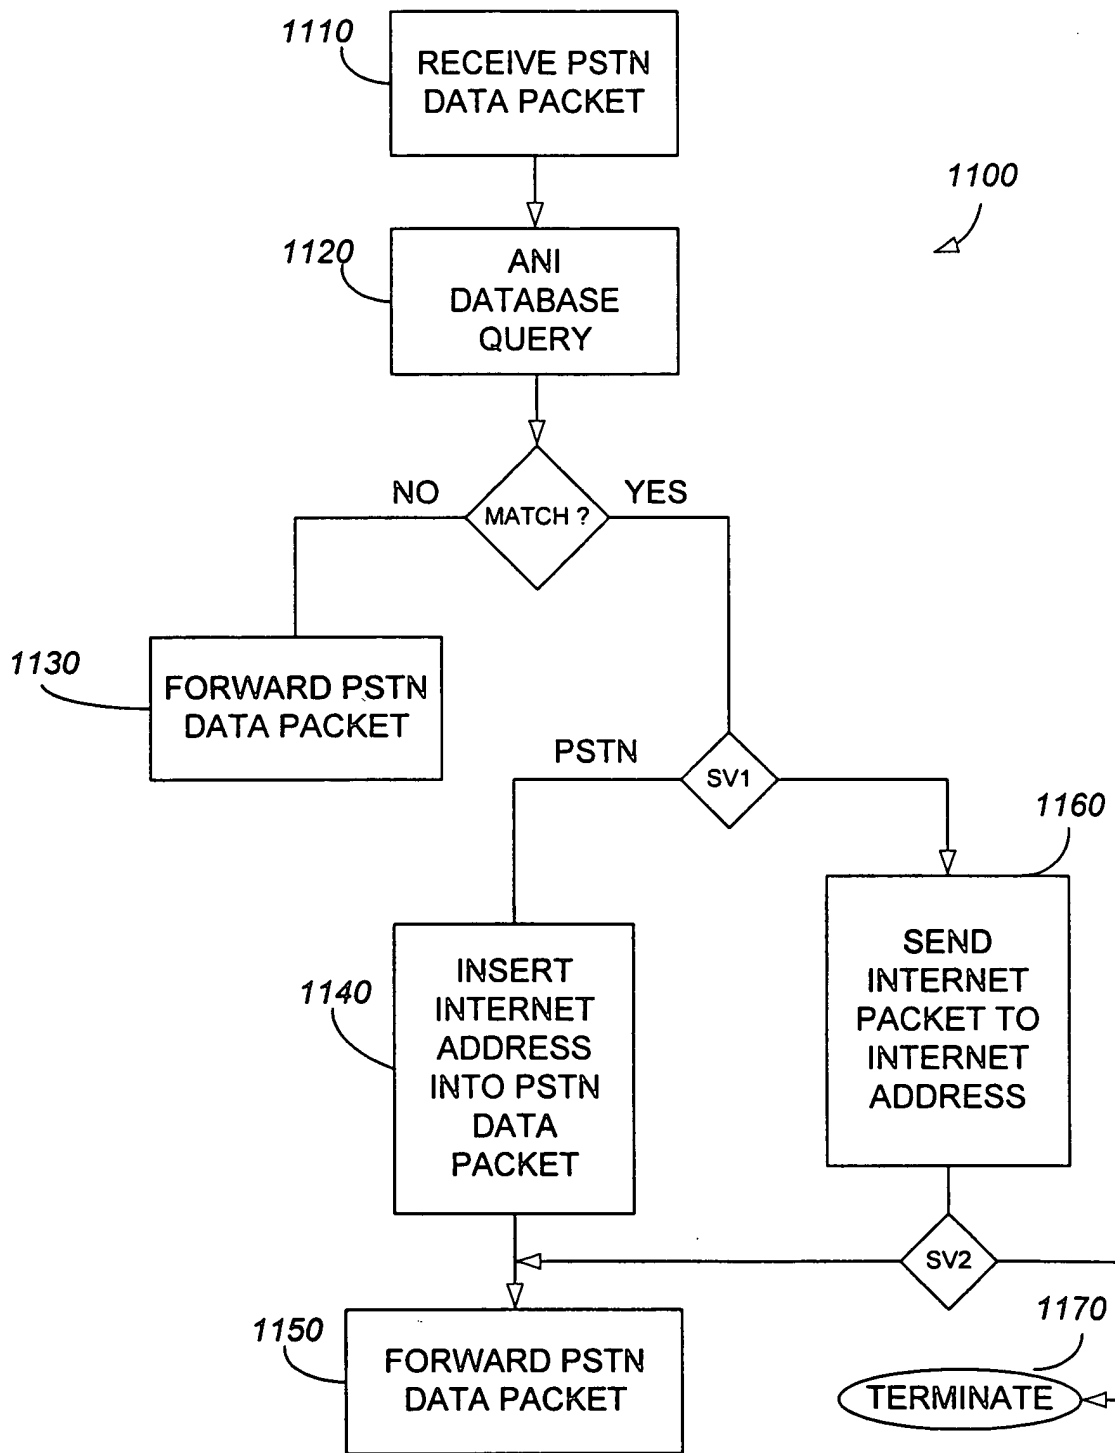 1110
RECEIVE PSTN
DATA PACKET
1100
1120
ANI
DATABASE
QUERY
NO
YES
MATCH ?
1130
FORWARD PSTN
DATA PACKET
PSTN
SV1
1160
1140
INSERT
INTERNET
ADDRESS
INTO PSTN
DATA
PACKET
SEND
INTERNET
PACKET TO
INTERNET
ADDRESS
SV2
1150
FORWARD PSTN
DATA PACKET
1170
TERMINATE